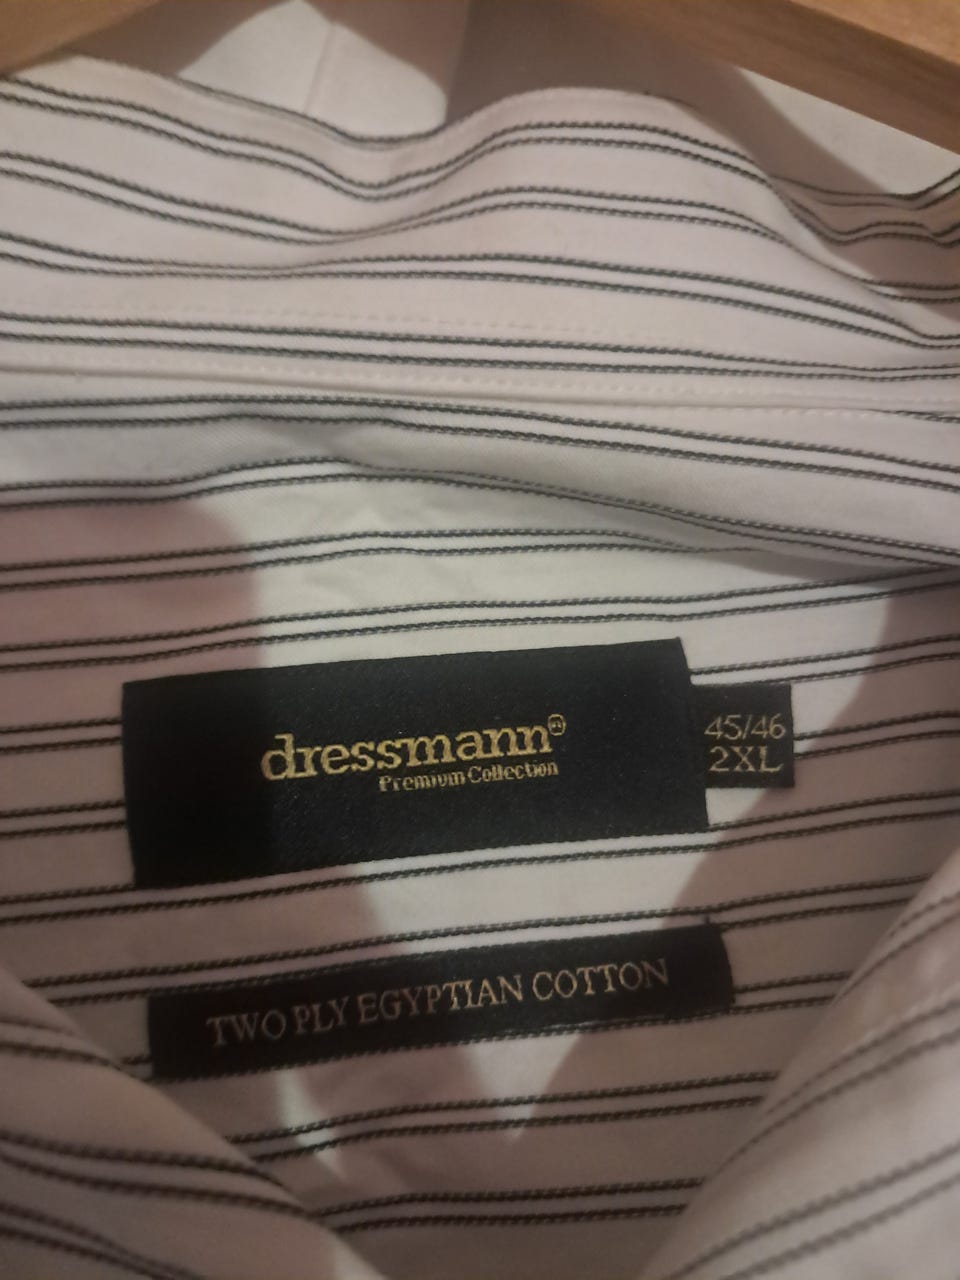 dressmann®
Premium Collection
45/46
2XL
TWO PLY EGYPTIAN COTTON